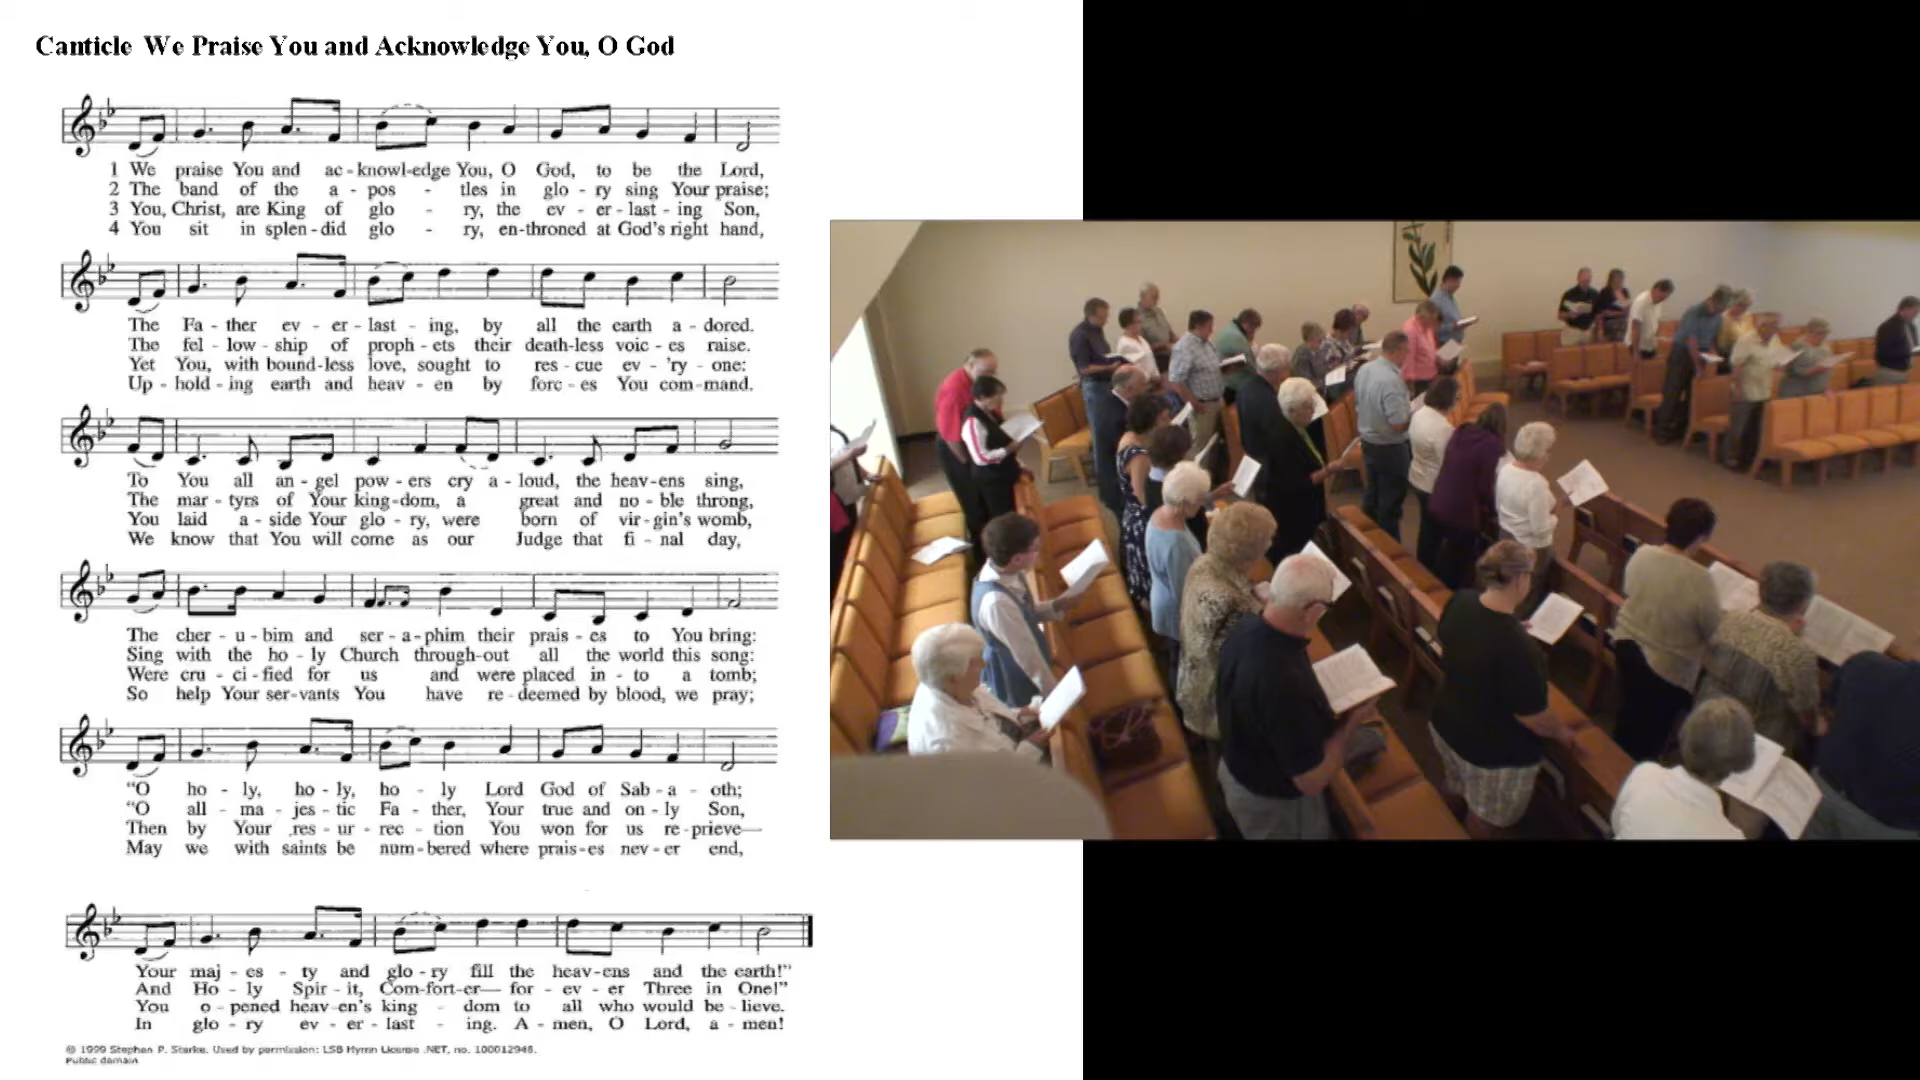 Canticle We Praise You and Acknowledge You, O God
1 We praise You and ac - knowl-edge You, O God, to be the Lord,
2 The band of the a - pos - tles in glo - ry sing Your praise;
3 You, Christ, are King of glo - ry, the ev - er - last - ing Son,
4 You sit in splen - did glo - ry, en-throned at God's right hand,
The Fa - ther ev - er - last - ing, by all the earth a - dored.
The fel - low - ship of proph - ets their death-less voic - es raise.
Yet You, with bound-less love, sought to res - cue ev - 'ry - one:
Up - hold - ing earth and heav - en by forc - es You com - mand.
To You all an - gel pow - ers cry a - loud, the heav-ens sing,
The mar - tyrs of Your king-dom, a great and no - ble throng,
You laid a - side Your glo - ry, were born of vir - gin's womb,
We know that You will come as our Judge that fi - nal day,
The cher - u - bim and ser - a - phim their prais - es to You bring:
Sing with the ho - ly Church through-out all the world this song:
Were cru - ci - fied for us and were placed in - to a tomb;
So help Your ser - vants You have re - deemed by blood, we pray;
"O ho - ly, ho - ly, ho - ly Lord God of Sab - a - oth;
"O all - ma - jes - tic Fa - ther, Your true and on - ly Son,
Then by Your res - ur - rec - tion You won for us re - prieve—
May we with saints be num - bered where prais - es nev - er end,
Your maj - es - ty and glo - ry fill the heav-ens and the earth!"
And Ho - ly Spir - it, Com-fort-er— for - ev - er Three in One!"
You o - pened heav-en's king - dom to all who would be - lieve.
In glo - ry ev - er - last - ing. A - men, O Lord, a - men!
© 1999 Stephen P. Starke. Used by permission: LSB Hymn License .NET, no. 100012948.
Public domain